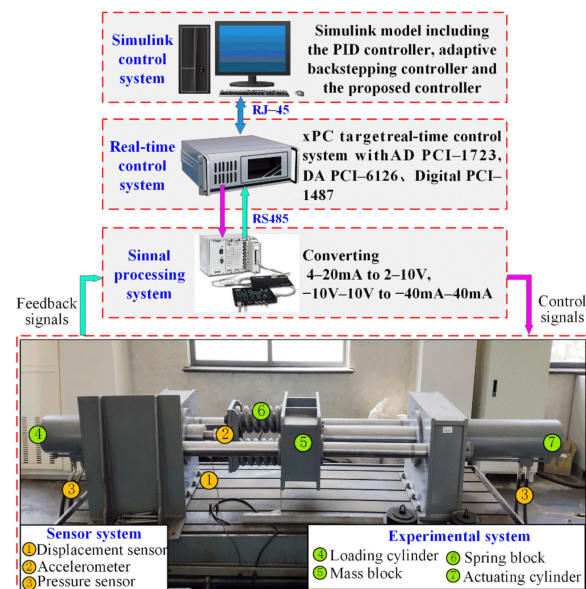 Simulink
control
system
Simulink model including
the PID controller, adaptive
backstepping controller and
the proposed controller
RJ–45
Real-time
control
system
xPC targetreal-time control
system withAD PCI–1723、
DA PCI–6126、Digital PCI–
1487
RS485
Sinnal
processing
system
Converting
4–20mA to 2–10V,
−10V–10V to −40mA–40mA
Feedback
signals
Control
signals
4
3
2
1
6
5
7
3
Sensor system
1 Displacement sensor
2 Accelerometer
3 Pressure sensor
Experimental system
4 Loading cylinder
5 Mass block
6 Spring block
7 Actuating cylinder